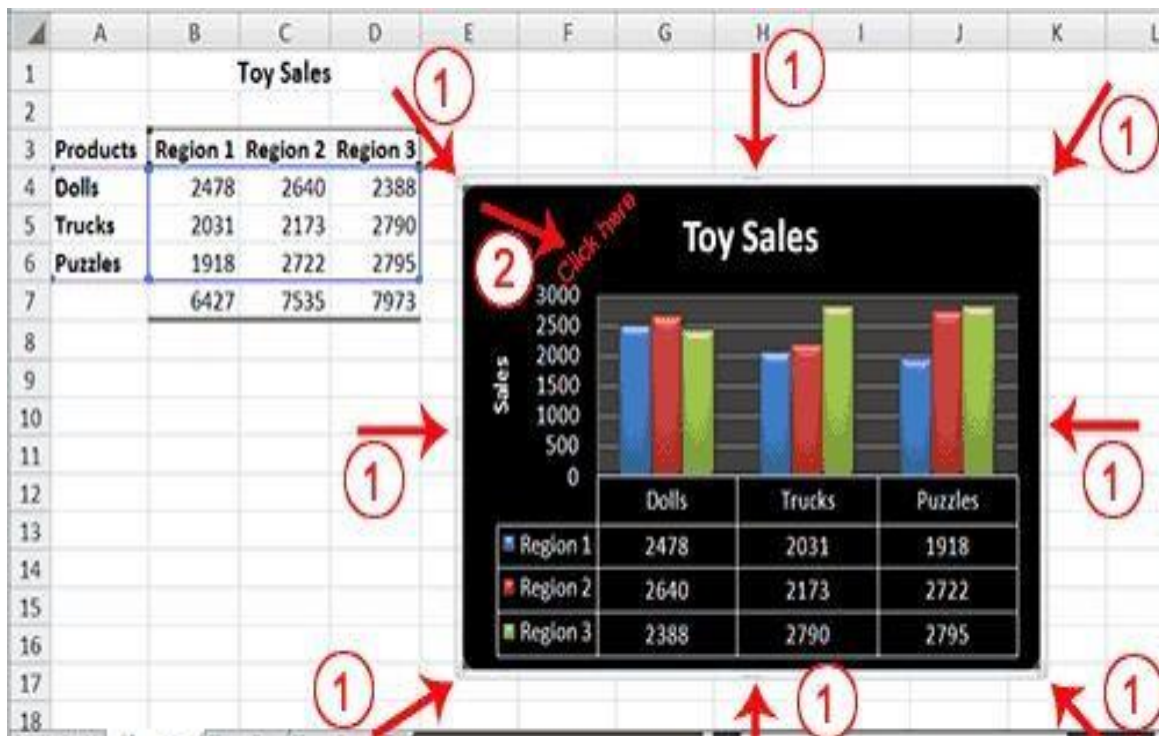 A B C D E F G H I J K L
1 Toy Sales 1 1
2 1
3 Products Region 1 Region 2 Region 3
4 Dolls 2478 2640 2388
5 Trucks 2031 2173 2790
6 Puzzles 1918 2722 2795
7 6427 7535 7973
8
9
10
11
12
13
14
15
16
17
18
2 Click here
Toy Sales
Sales
3000
2500
2000
1500
1000
500
0
1 1
Dolls Trucks Puzzles
Region 1 2478 2031 1918
Region 2 2640 2173 2722
Region 3 2388 2790 2795
1 1 1